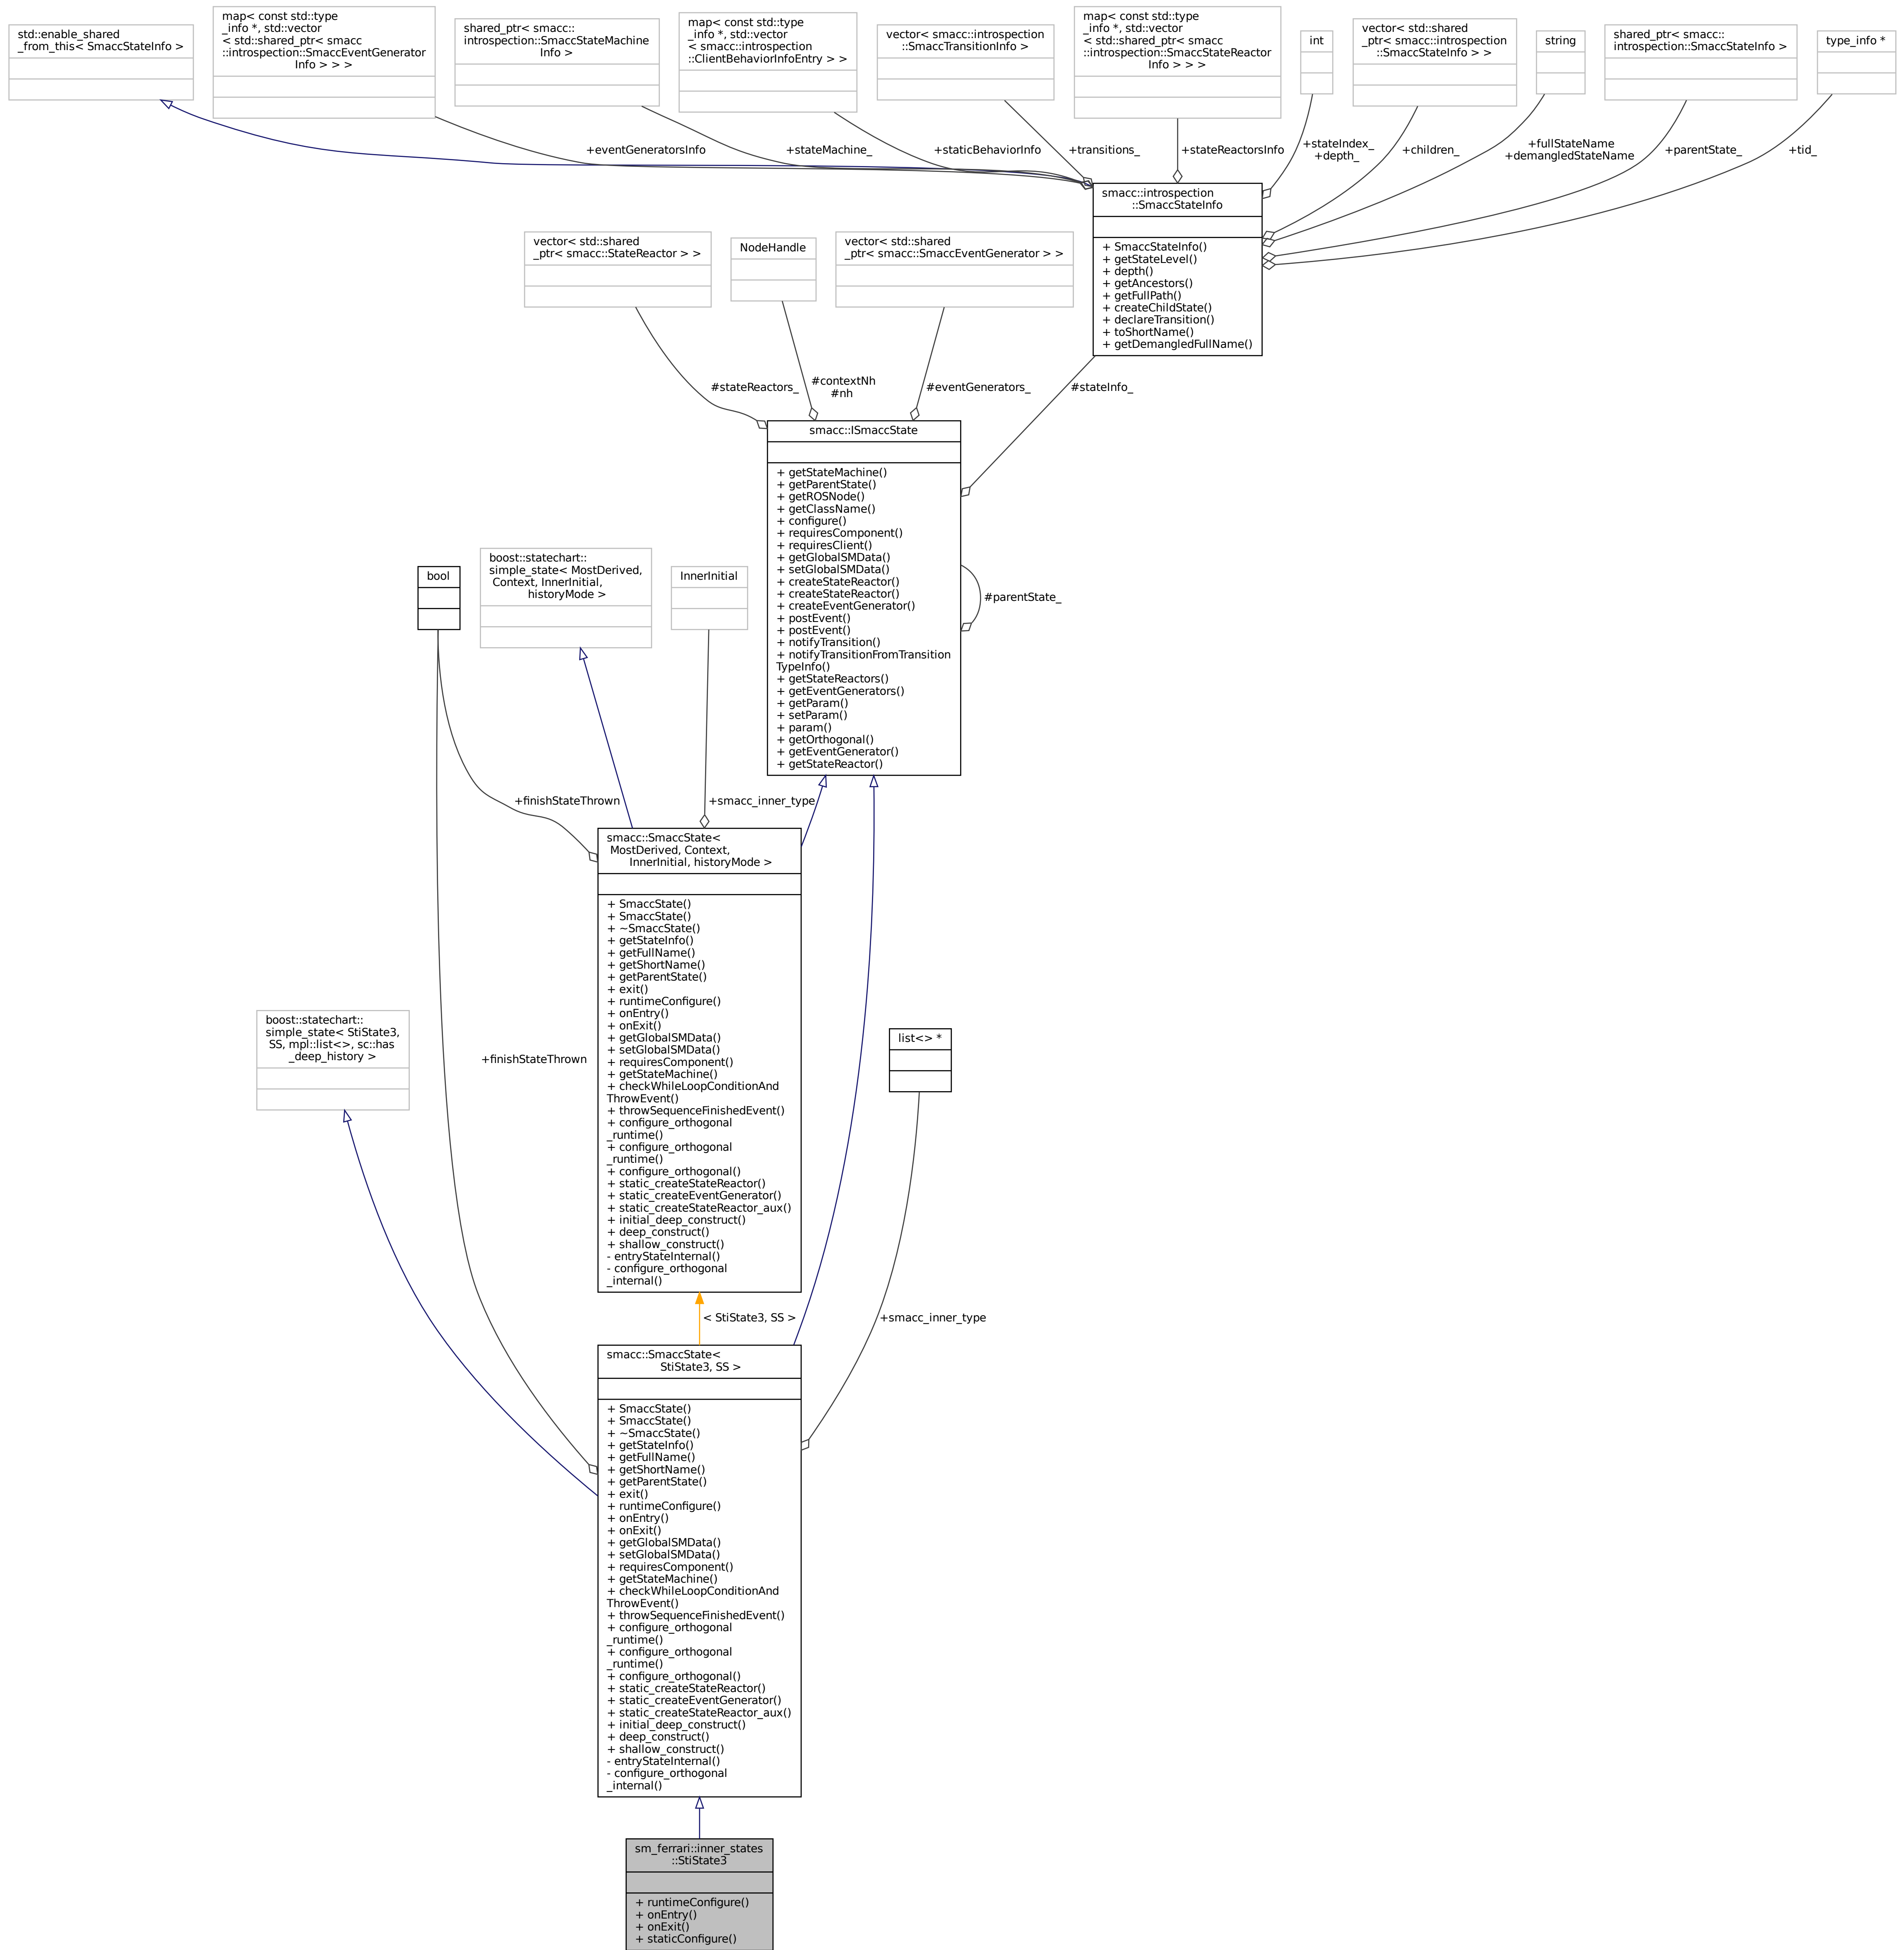 std::enable_shared
_from_this< SmaccStateInfo >
map< const std::type
_info *, std::vector
< std::shared_ptr< smacc
::introspection::SmaccEventGenerator
Info > > >
shared_ptr< smacc::
introspection::SmaccStateMachine
Info >
map< const std::type
_info *, std::vector
< smacc::introspection
::ClientBehaviorInfoEntry > >
vector< smacc::introspection
::SmaccTransitionInfo >
map< const std::type
_info *, std::vector
< std::shared_ptr< smacc
::introspection::SmaccStateReactor
Info > > >
int
vector< std::shared
_ptr< smacc::introspection
::SmaccStateInfo > >
string
shared_ptr< smacc::
introspection::SmaccStateInfo >
type_info *
+eventGeneratorsInfo
+stateMachine_
+staticBehaviorInfo
+transitions_
+stateReactorsInfo
+stateIndex_
+depth_
+children_
+fullStateName
+demangledStateName
+parentState_
+tid_
smacc::introspection
::SmaccStateInfo
+ SmaccStateInfo()
+ getStateLevel()
+ depth()
+ getAncestors()
+ getFullPath()
+ createChildState()
+ declareTransition()
+ toShortName()
+ getDemangledFullName()
vector< std::shared
_ptr< smacc::StateReactor > >
NodeHandle
vector< std::shared
_ptr< smacc::SmaccEventGenerator > >
#stateReactors_
#contextNh
#nh
#eventGenerators_
#stateInfo_
smacc::ISmaccState
+ getStateMachine()
+ getParentState()
+ getROSNode()
+ getClassName()
+ configure()
+ requiresComponent()
+ requiresClient()
+ getGlobalSMData()
+ setGlobalSMData()
+ createStateReactor()
+ createStateReactor()
+ createEventGenerator()
+ postEvent()
+ postEvent()
+ notifyTransition()
+ notifyTransitionFromTransition
TypeInfo()
+ getStateReactors()
+ getEventGenerators()
+ getParam()
+ setParam()
+ param()
+ getOrthogonal()
+ getEventGenerator()
+ getStateReactor()
#parentState_
bool
boost::statechart::
simple_state< MostDerived,
Context, InnerInitial,
historyMode >
InnerInitial
+finishStateThrown
+smacc_inner_type
smacc::SmaccState<
MostDerived, Context,
InnerInitial, historyMode >
+ SmaccState()
+ SmaccState()
+ ~SmaccState()
+ getStateInfo()
+ getFullName()
+ getShortName()
+ getParentState()
+ exit()
+ runtimeConfigure()
+ onEntry()
+ onExit()
+ getGlobalSMData()
+ setGlobalSMData()
+ requiresComponent()
+ getStateMachine()
+ checkWhileLoopConditionAnd
ThrowEvent()
+ throwSequenceFinishedEvent()
+ configure_orthogonal
_runtime()
+ configure_orthogonal
_runtime()
+ configure_orthogonal()
+ static_createStateReactor()
+ static_createEventGenerator()
+ static_createStateReactor_aux()
+ initial_deep_construct()
+ deep_construct()
+ shallow_construct()
- entryStateInternal()
- configure_orthogonal
_internal()
boost::statechart::
simple_state< StiState3,
SS, mpl::list<>, sc::has
_deep_history >
+finishStateThrown
list<> *
< StiState3, SS >
+smacc_inner_type
smacc::SmaccState<
StiState3, SS >
+ SmaccState()
+ SmaccState()
+ ~SmaccState()
+ getStateInfo()
+ getFullName()
+ getShortName()
+ getParentState()
+ exit()
+ runtimeConfigure()
+ onEntry()
+ onExit()
+ getGlobalSMData()
+ setGlobalSMData()
+ requiresComponent()
+ getStateMachine()
+ checkWhileLoopConditionAnd
ThrowEvent()
+ throwSequenceFinishedEvent()
+ configure_orthogonal
_runtime()
+ configure_orthogonal
_runtime()
+ configure_orthogonal()
+ static_createStateReactor()
+ static_createEventGenerator()
+ static_createStateReactor_aux()
+ initial_deep_construct()
+ deep_construct()
+ shallow_construct()
- entryStateInternal()
- configure_orthogonal
_internal()
sm_ferrari::inner_states
::StiState3
+ runtimeConfigure()
+ onEntry()
+ onExit()
+ staticConfigure()